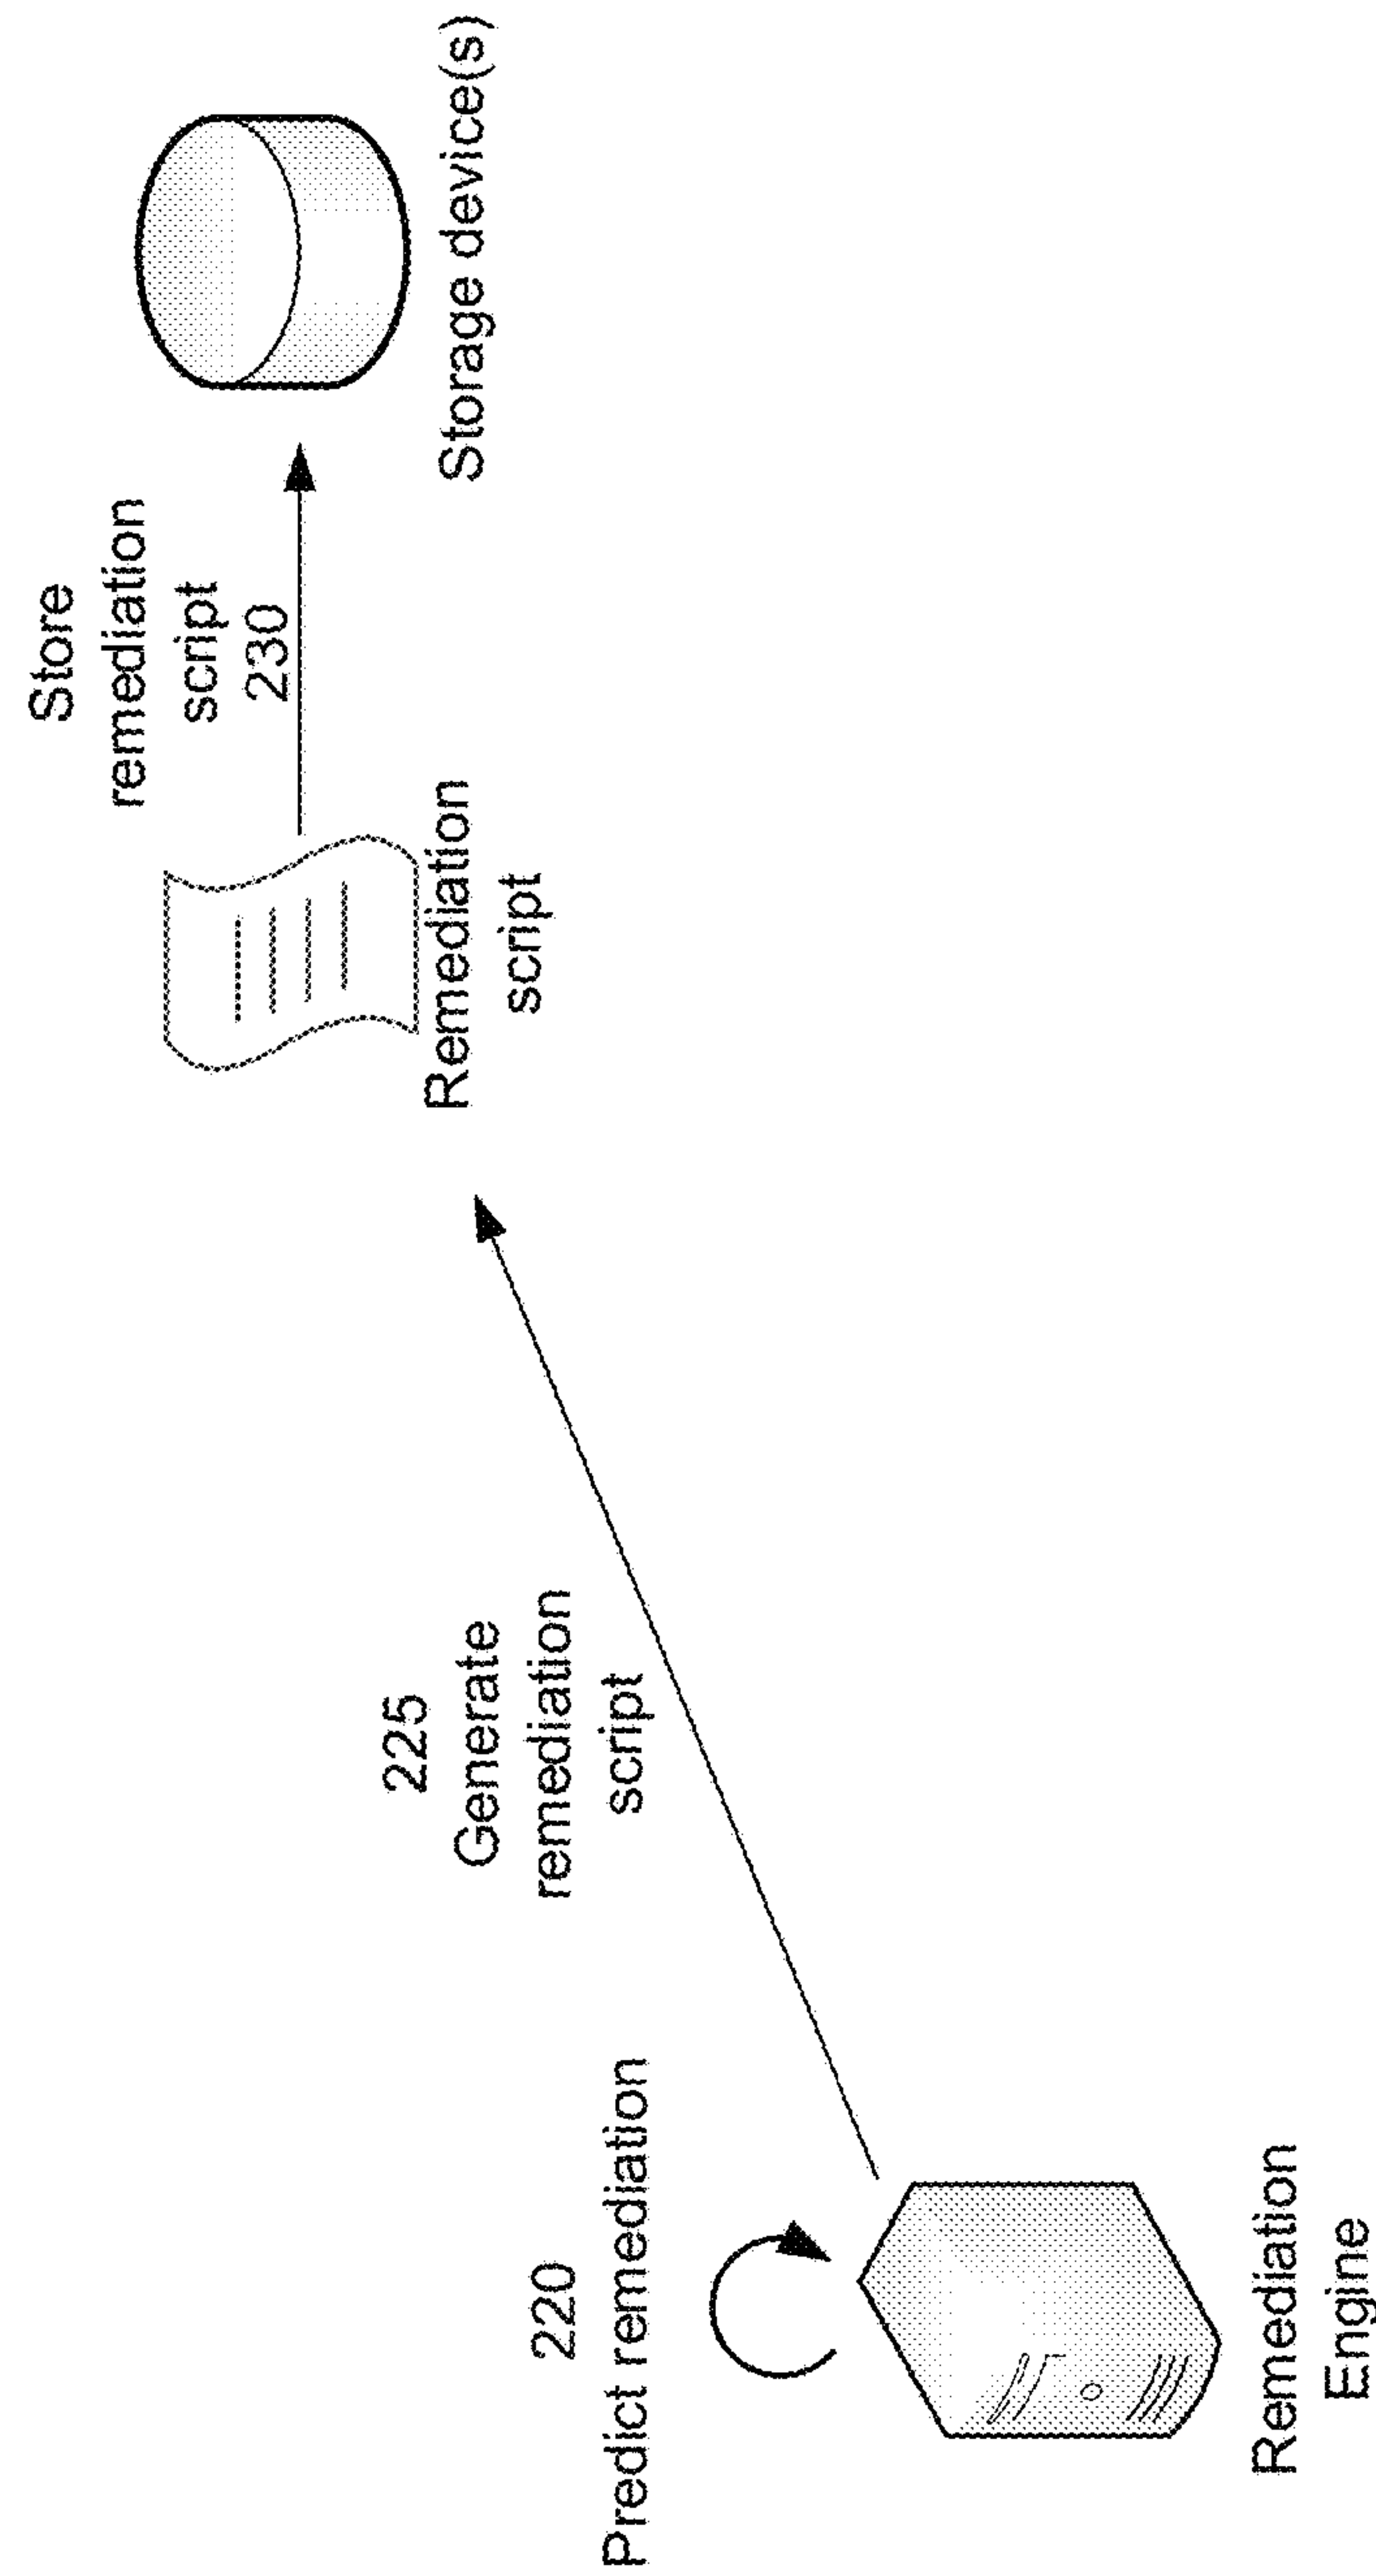 220
Predict remediation
Remediation
Engine
225
Generate
remediation
script
Remediation
script
Store
remediation
script
230
Storage device(s)